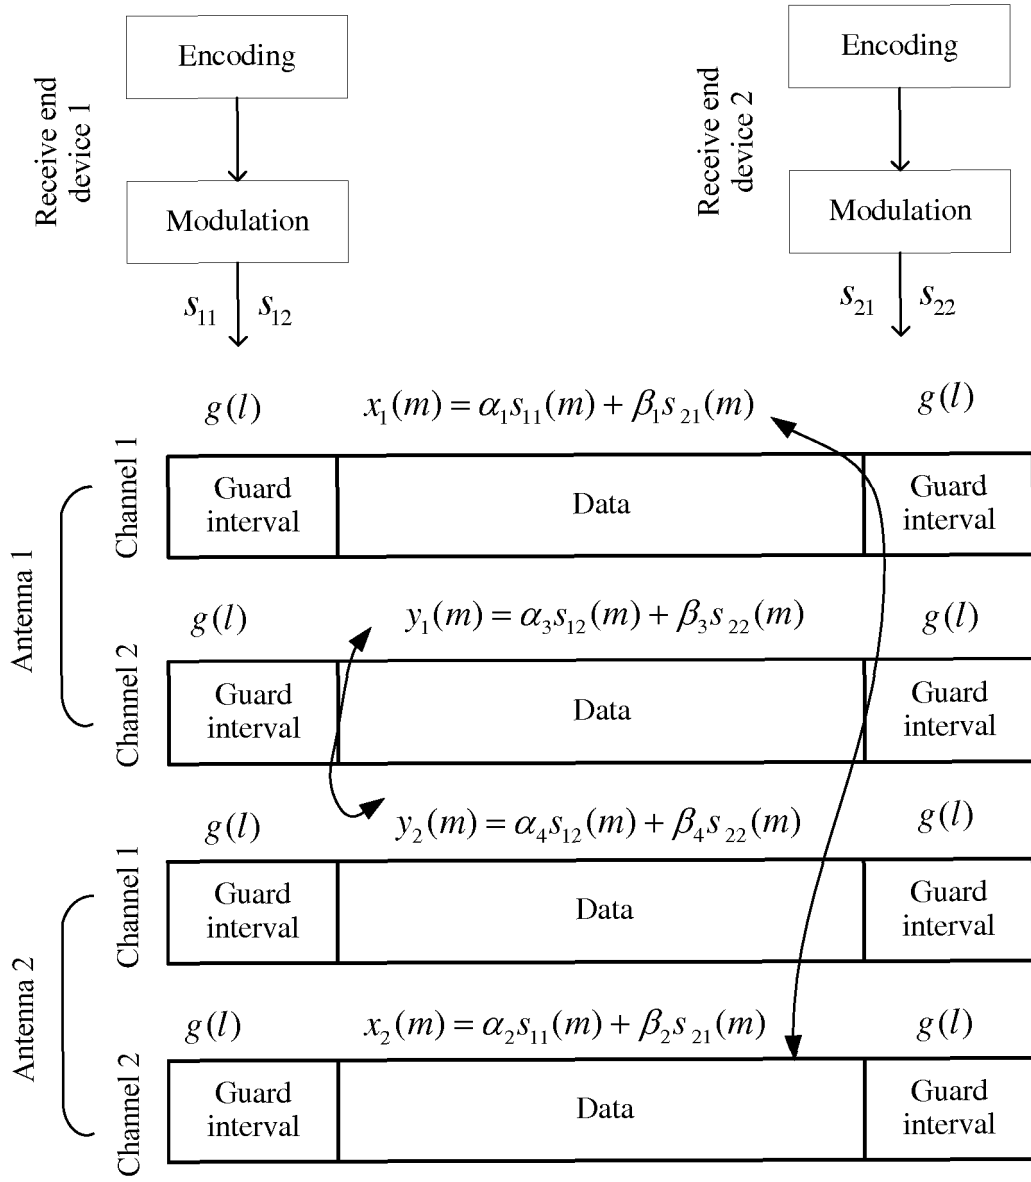 Encoding
Encoding
Receive end
device 1
Receive end
device 2
Modulation
Modulation
s₁₁ s₁₂
s₂₁ s₂₂
g(l) x₁(m) = α₁s₁₁(m) + β₁s₂₁(m) g(l)
Antenna 1
Channel 1
Guard
interval
Data
Guard
interval
g(l) y₁(m) = α₃s₁₂(m) + β₃s₂₂(m) g(l)
Channel 2
Guard
interval
Data
Guard
interval
g(l) y₂(m) = α₄s₁₂(m) + β₄s₂₂(m) g(l)
Antenna 2
Channel 1
Guard
interval
Data
Guard
interval
g(l) x₂(m) = α₂s₁₁(m) + β₂s₂₁(m) g(l)
Channel 2
Guard
interval
Data
Guard
interval